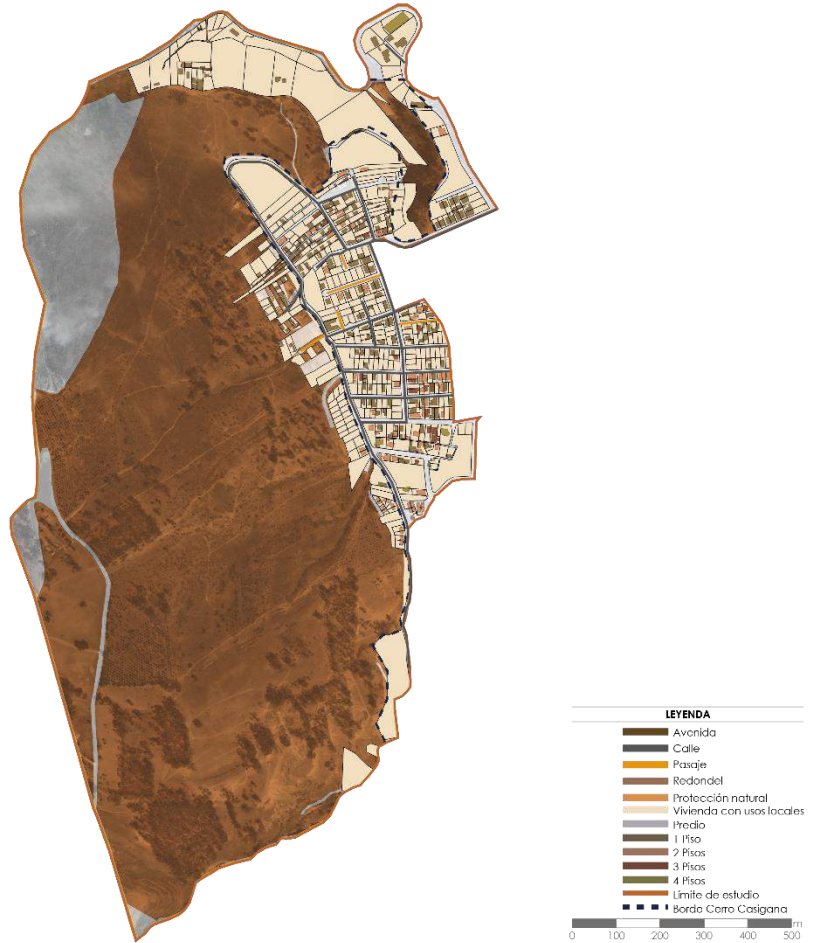 LEYENDA
Avenida
Calle
Pasaje
Redondel
Protección natural
Vivienda con usos locales
Predio
1 Piso
2 Pisos
3 Pisos
4 Pisos
Límite de estudio
Borde Cerro Casigana
m
0 100 200 300 400 500